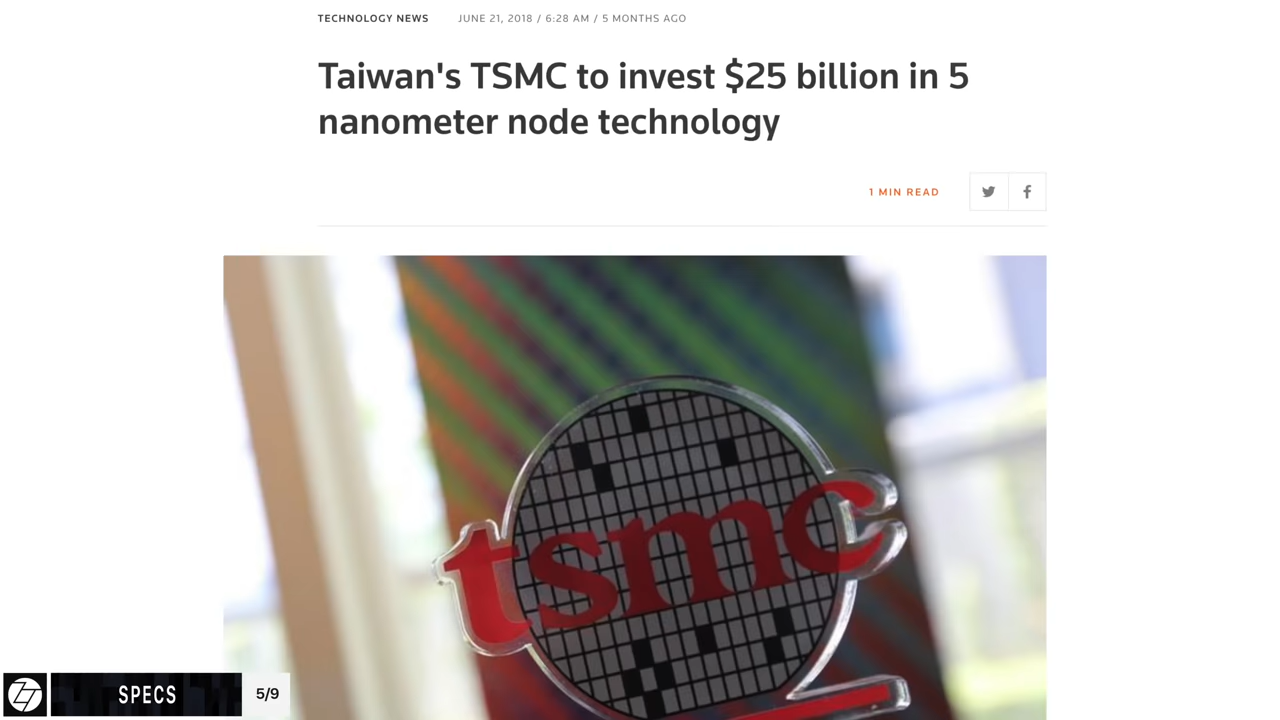 TECHNOLOGY NEWS JUNE 21, 2018 / 6:28 AM / 5 MONTHS AGO
Taiwan's TSMC to invest $25 billion in 5
nanometer node technology
1 MIN READ
tsmc
SPECS 5/9